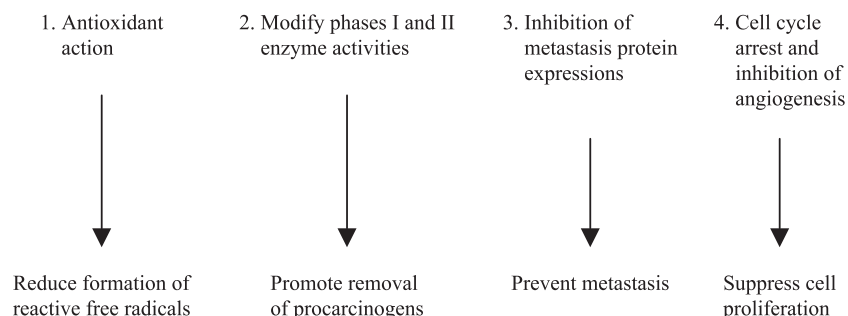 1. Antioxidant
action
2. Modify phases I and II
enzyme activities
3. Inhibition of
metastasis protein
expressions
4. Cell cycle
arrest and
inhibition of
angiogenesis
Reduce formation of
reactive free radicals
Promote removal
of procarcinogens
Prevent metastasis
Suppress cell
proliferation